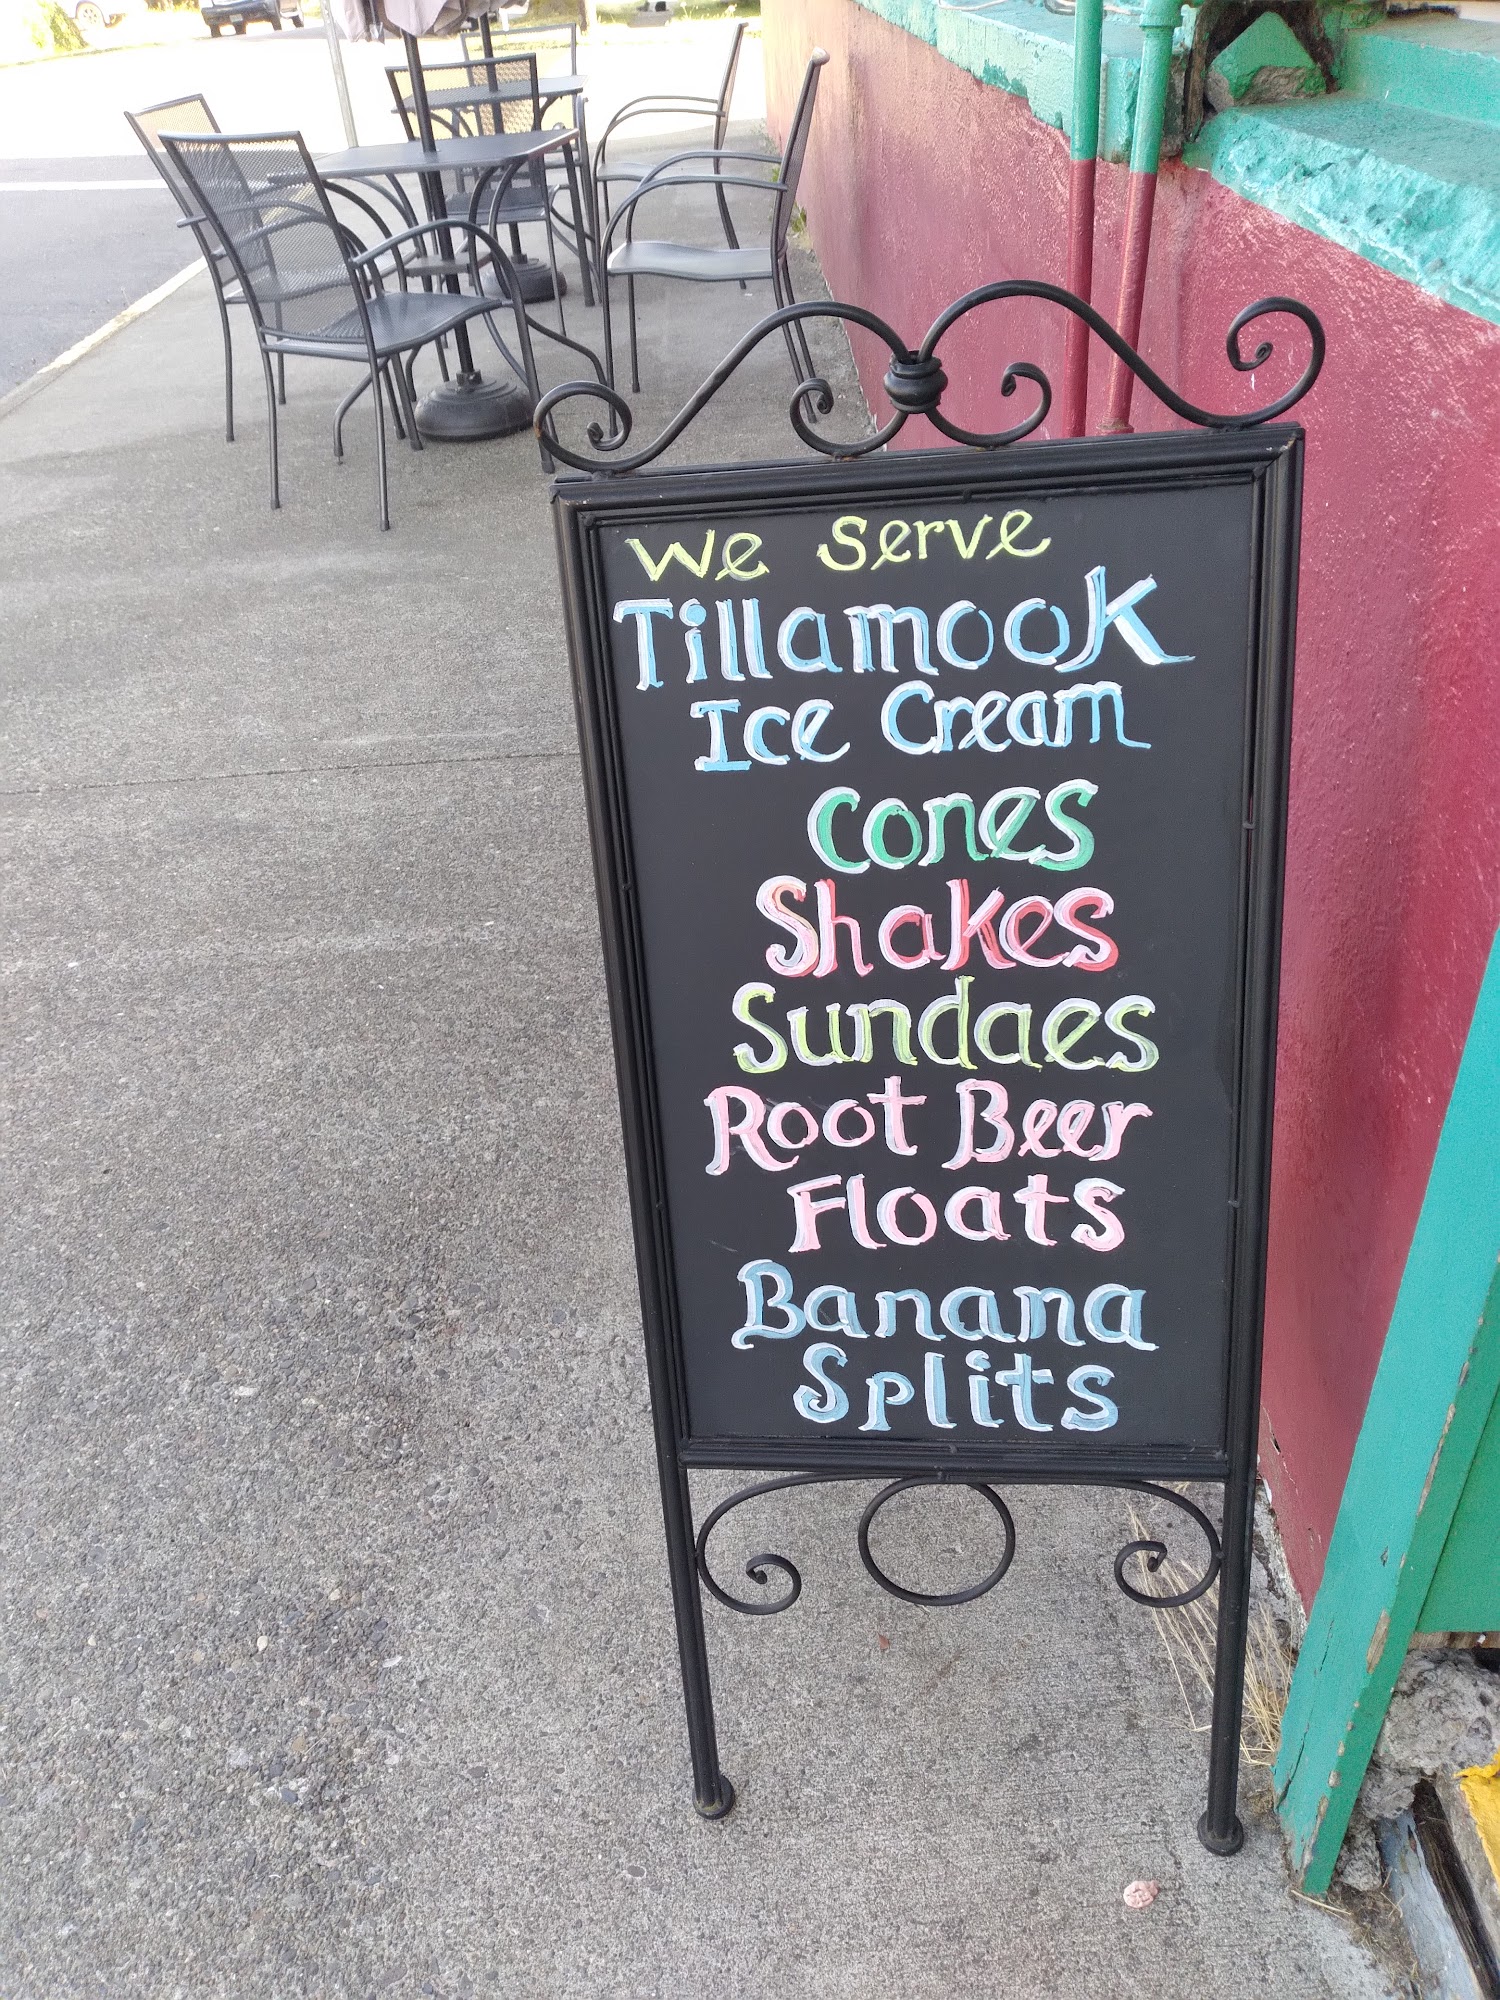 We Serve
Tillamook
Ice Cream
Cones
Shakes
Sundaes
Root Beer
Floats
Banana
Splits